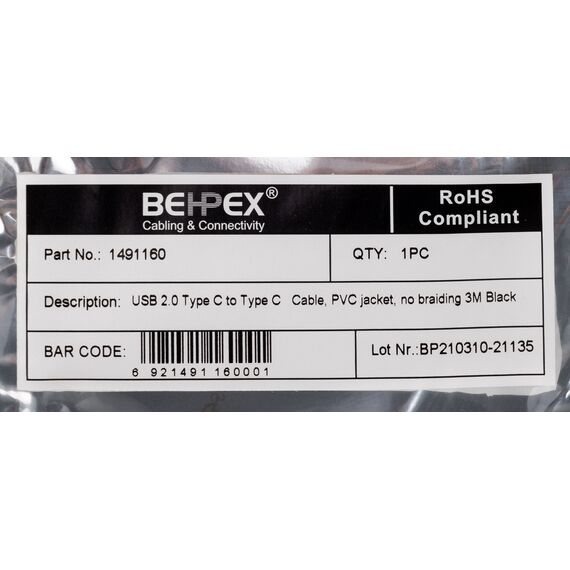 BEHPEX®
Cabling & Connectivity
RoHS
Compliant
Part No.: 1491160
QTY: 1PC
Description: USB 2.0 Type C to Type C Cable, PVC jacket, no braiding 3M Black
BAR CODE:
6 921491 160001
Lot Nr.:BP210310-21135